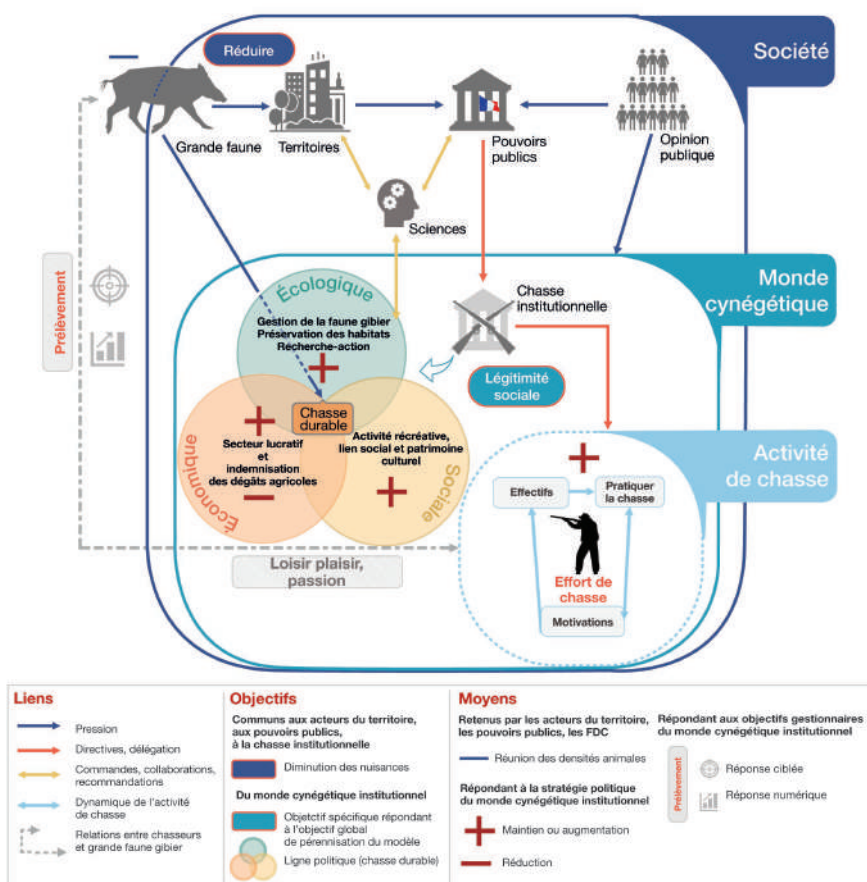 Réduire
Société
Grande faune
Territoires
Pouvoirs
publics
Opinion
publique
Sciences
Prélèvement
Monde
cynégétique
Écologique
Gestion de la faune gibier
Préservation des habitats
Recherche-action
Chasse
institutionnelle
Légitimité
sociale
Chasse
durable
Économique
Secteur lucratif
et
indemnisation
des dégâts agricoles
Activité récréative,
lien social et patrimoine
culturel
Sociale
Activité
de chasse
Effectifs
Pratiquer
la chasse
Effort de
chasse
Motivations
Loisir plaisir,
passion
Liens
Pression
Directives, délégation
Commandes, collaborations,
recommandations
Dynamique de l'activité
de chasse
Relations entre chasseurs
et grande faune gibier
Objectifs
Communs aux acteurs du territoire,
aux pouvoirs publics,
à la chasse institutionnelle
Diminution des nuisances
Du monde cynégétique institutionnel
Objetctif spécifique répondant
à l'objectif global
de pérennisation du modèle
Ligne politique (chasse durable)
Moyens
Retenus par les acteurs du territoire,
les pouvoirs publics, les FDC
Réunion des densités animales
Répondant à la stratégie politique
du monde cynégétique institutionnel
Maintien ou augmentation
Réduction
Répondant aux objectifs gestionnaires
du monde cynégétique institutionnel
Prélèvement
Réponse ciblée
Réponse numérique